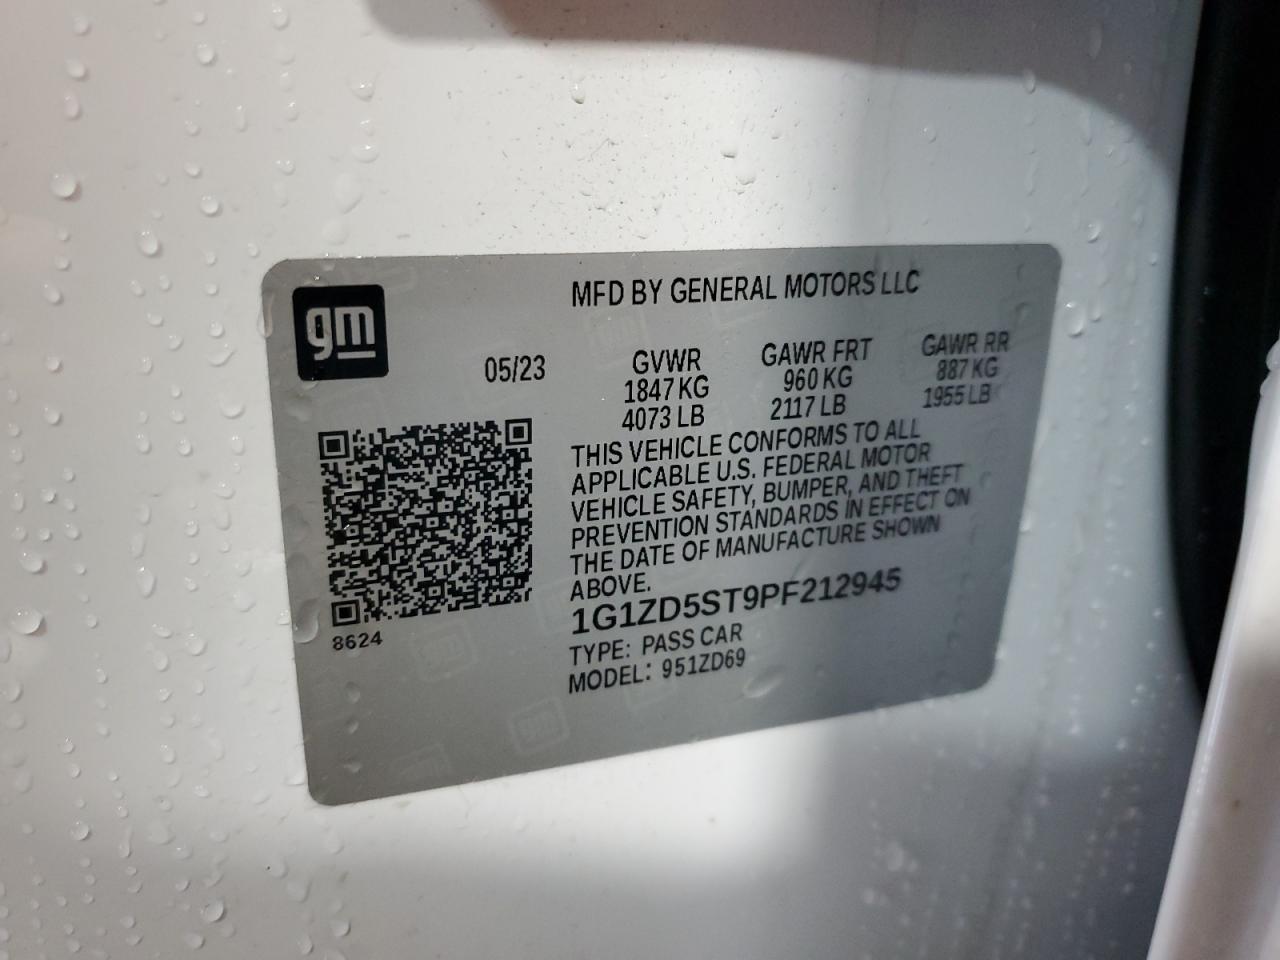 gm
MFD BY GENERAL MOTORS LLC
05/23
GVWR
1847 KG
4073 LB
GAWR FRT
960 KG
2117 LB
GAWR RR
887 KG
1955 LB
THIS VEHICLE CONFORMS TO ALL
APPLICABLE U.S. FEDERAL MOTOR
VEHICLE SAFETY, BUMPER, AND THEFT
PREVENTION STANDARDS IN EFFECT ON
THE DATE OF MANUFACTURE SHOWN
ABOVE.
1G1ZD5ST9PF212945
TYPE: PASS CAR
MODEL: 951ZD69
8624